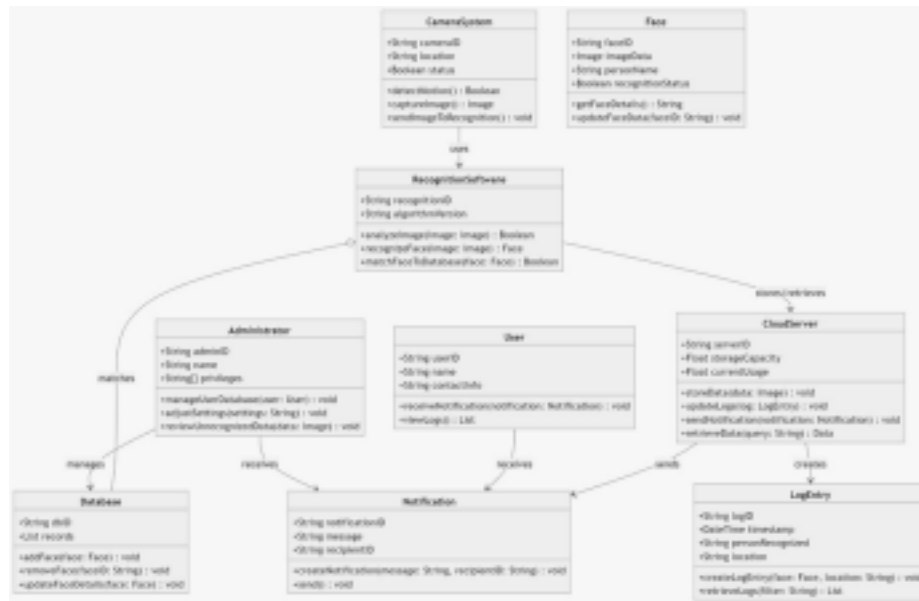 CameraSystem
+String cameraID
+String location
+Boolean status
+detectMotion() : Boolean
+captureImage() : Image
+sendImageToRecognition() : void
Face
+String faceID
+Image imageData
+String personName
+Boolean recognitionStatus
+getFaceDetails() : String
+updateFaceData(faceID: String) : void
uses
RecognitionSoftware
+String recognitionID
+String algorithmVersion
+analyzeImage(image: Image) : Boolean
+recognizeFace(image: Image) : Face
+matchFaceToDatabase(face: Face) : Boolean
stores/retrieves
Administrator
+String adminID
+String name
+String[] privileges
+manageUserDatabase(user: User) : void
+adjustSettings(settings: String) : void
+reviewUnrecognizedData(data: Image) : void
User
+String userID
+String name
+String contactInfo
+receiveNotification(notification: Notification) : void
+viewLogs() : List
CloudServer
+String serverID
+Float storageCapacity
+Float currentUsage
+storeData(data: Image) : void
+updateLogs(log: LogEntry) : void
+sendNotification(notification: Notification) : void
+retrieveData(query: String) : Data
matches
manages
receives
receives
sends
creates
Database
+String dbID
+List records
+addFace(face: Face) : void
+removeFace(faceID: String) : void
+updateFaceDetails(face: Face) : void
Notification
+String notificationID
+String message
+String recipientID
+createNotification(message: String, recipientID: String) : void
+send() : void
LogEntry
+String logID
+DateTime timestamp
+String personRecognized
+String location
+createLogEntry(face: Face, location: String) : void
+retrieveLogs(filter: String) : List